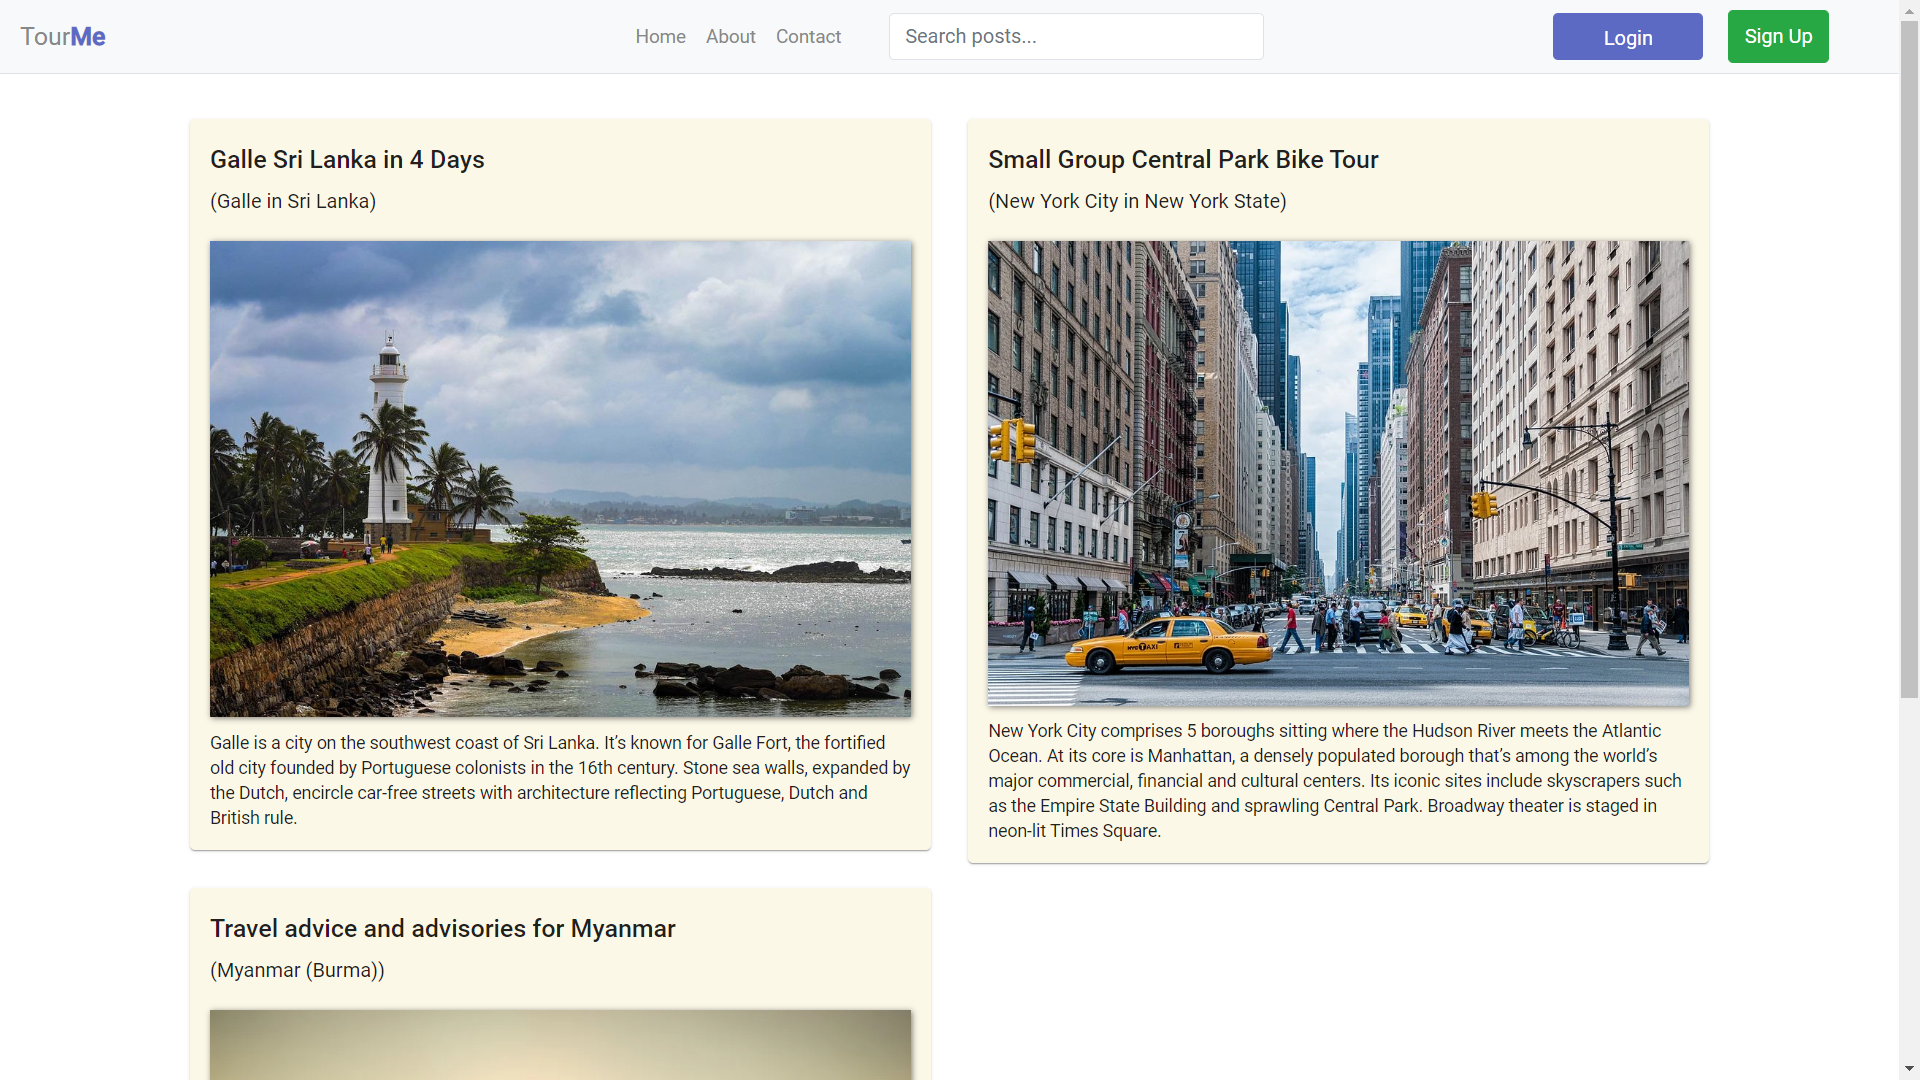 TourMe
Home
About
Contact
Search posts...
Login
Sign Up
Galle Sri Lanka in 4 Days
(Galle in Sri Lanka)
Galle is a city on the southwest coast of Sri Lanka. It’s known for Galle Fort, the fortified
old city founded by Portuguese colonists in the 16th century. Stone sea walls, expanded by
the Dutch, encircle car-free streets with architecture reflecting Portuguese, Dutch and
British rule.
Small Group Central Park Bike Tour
(New York City in New York State)
NYC TAXI
New York City comprises 5 boroughs sitting where the Hudson River meets the Atlantic
Ocean. At its core is Manhattan, a densely populated borough that’s among the world’s
major commercial, financial and cultural centers. Its iconic sites include skyscrapers such
as the Empire State Building and sprawling Central Park. Broadway theater is staged in
neon-lit Times Square.
Travel advice and advisories for Myanmar
(Myanmar (Burma))